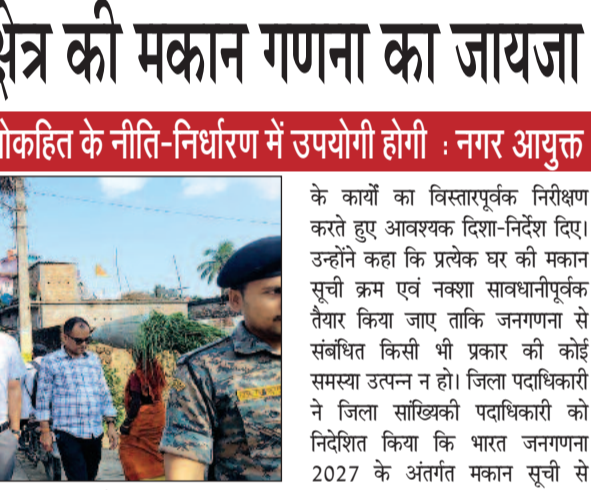 क्षेत्र की मकान गणना का जायजा
के नीति-निर्धारण में उपयोगी होगी : नगर आयुक्त
के कार्यों का विस्तारपूर्वक निरीक्षण
करते हुए आवश्यक दिशा-निर्देश दिए।
उन्होंने कहा कि प्रत्येक घर की मकान
सूची क्रम एवं नक्शा सावधानीपूर्वक
तैयार किया जाए ताकि जनगणना से
संबंधित किसी भी प्रकार की कोई
समस्या उत्पन्न न हो। जिला पदाधिकारी
ने जिला सांख्यिकी पदाधिकारी को
निदेशित किया कि भारत जनगणना
2027 के अंतर्गत मकान सूची से